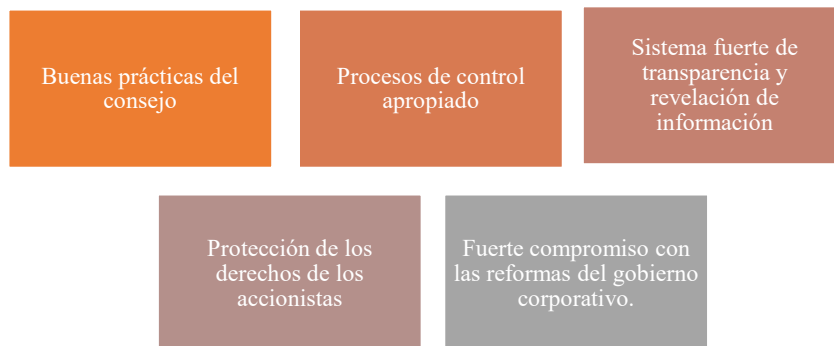 Buenas prácticas del
consejo
Procesos de control
apropiado
Sistema fuerte de
transparencia y
revelación de
información
Protección de los
derechos de los
accionistas
Fuerte compromiso con
las reformas del gobierno
corporativo.